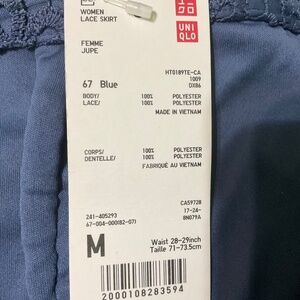 WOMEN
LACE SKIRT
UNI
QLO
FEMME
JUPE
HT0189TE-CA
67 Blue
1009
DX86
BODY/ 100% POLYESTER
LACE/ 100% POLYESTER
MADE IN VIETNAM
CORPS/ 100% POLYESTER
DENTELLE/ 100% POLYESTER
FABRIQUÉ AU VIETNAM
CA59728
241-405293
17-24-
67-004-000(82-07)
8N079A
M
Waist 28-29inch
Taille 71-73.5cm
2000108283594